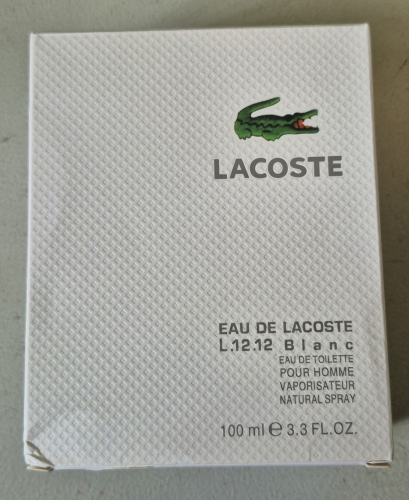 LACOSTE
EAU DE LACOSTE
L.12.12 Blanc
EAU DE TOILETTE
POUR HOMME
VAPORISATEUR
NATURAL SPRAY
100 ml ℮ 3.3 FL.OZ.